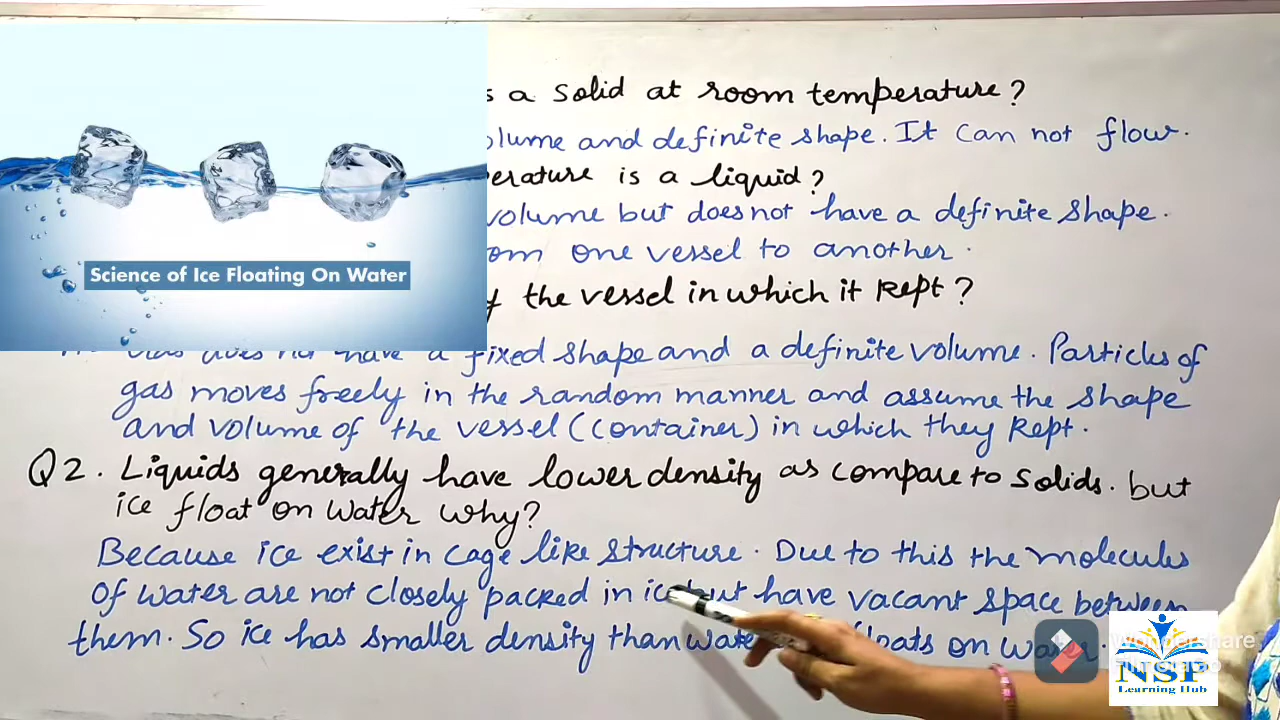 s a solid at room temperature?
olume and definite shape. It can not flow.
erature is a liquid?
volume but does not have a definite shape.
om one vessel to another.
the vessel in which it kept?
Science of Ice Floating On Water
have a fixed shape and a definite volume. Particles of
gas moves freely in the random manner and assume the shape
and volume of the vessel (container) in which they kept.
Q2. Liquids generally have lower density as compare to solids. but
ice float on water why?
Because ice exist in cage like structure. Due to this the molecules
of water are not closely packed in ice but have vacant space between
them. So ice has smaller density than water floats on water.
Wondershare
Filmora
NSP
Learning Hub